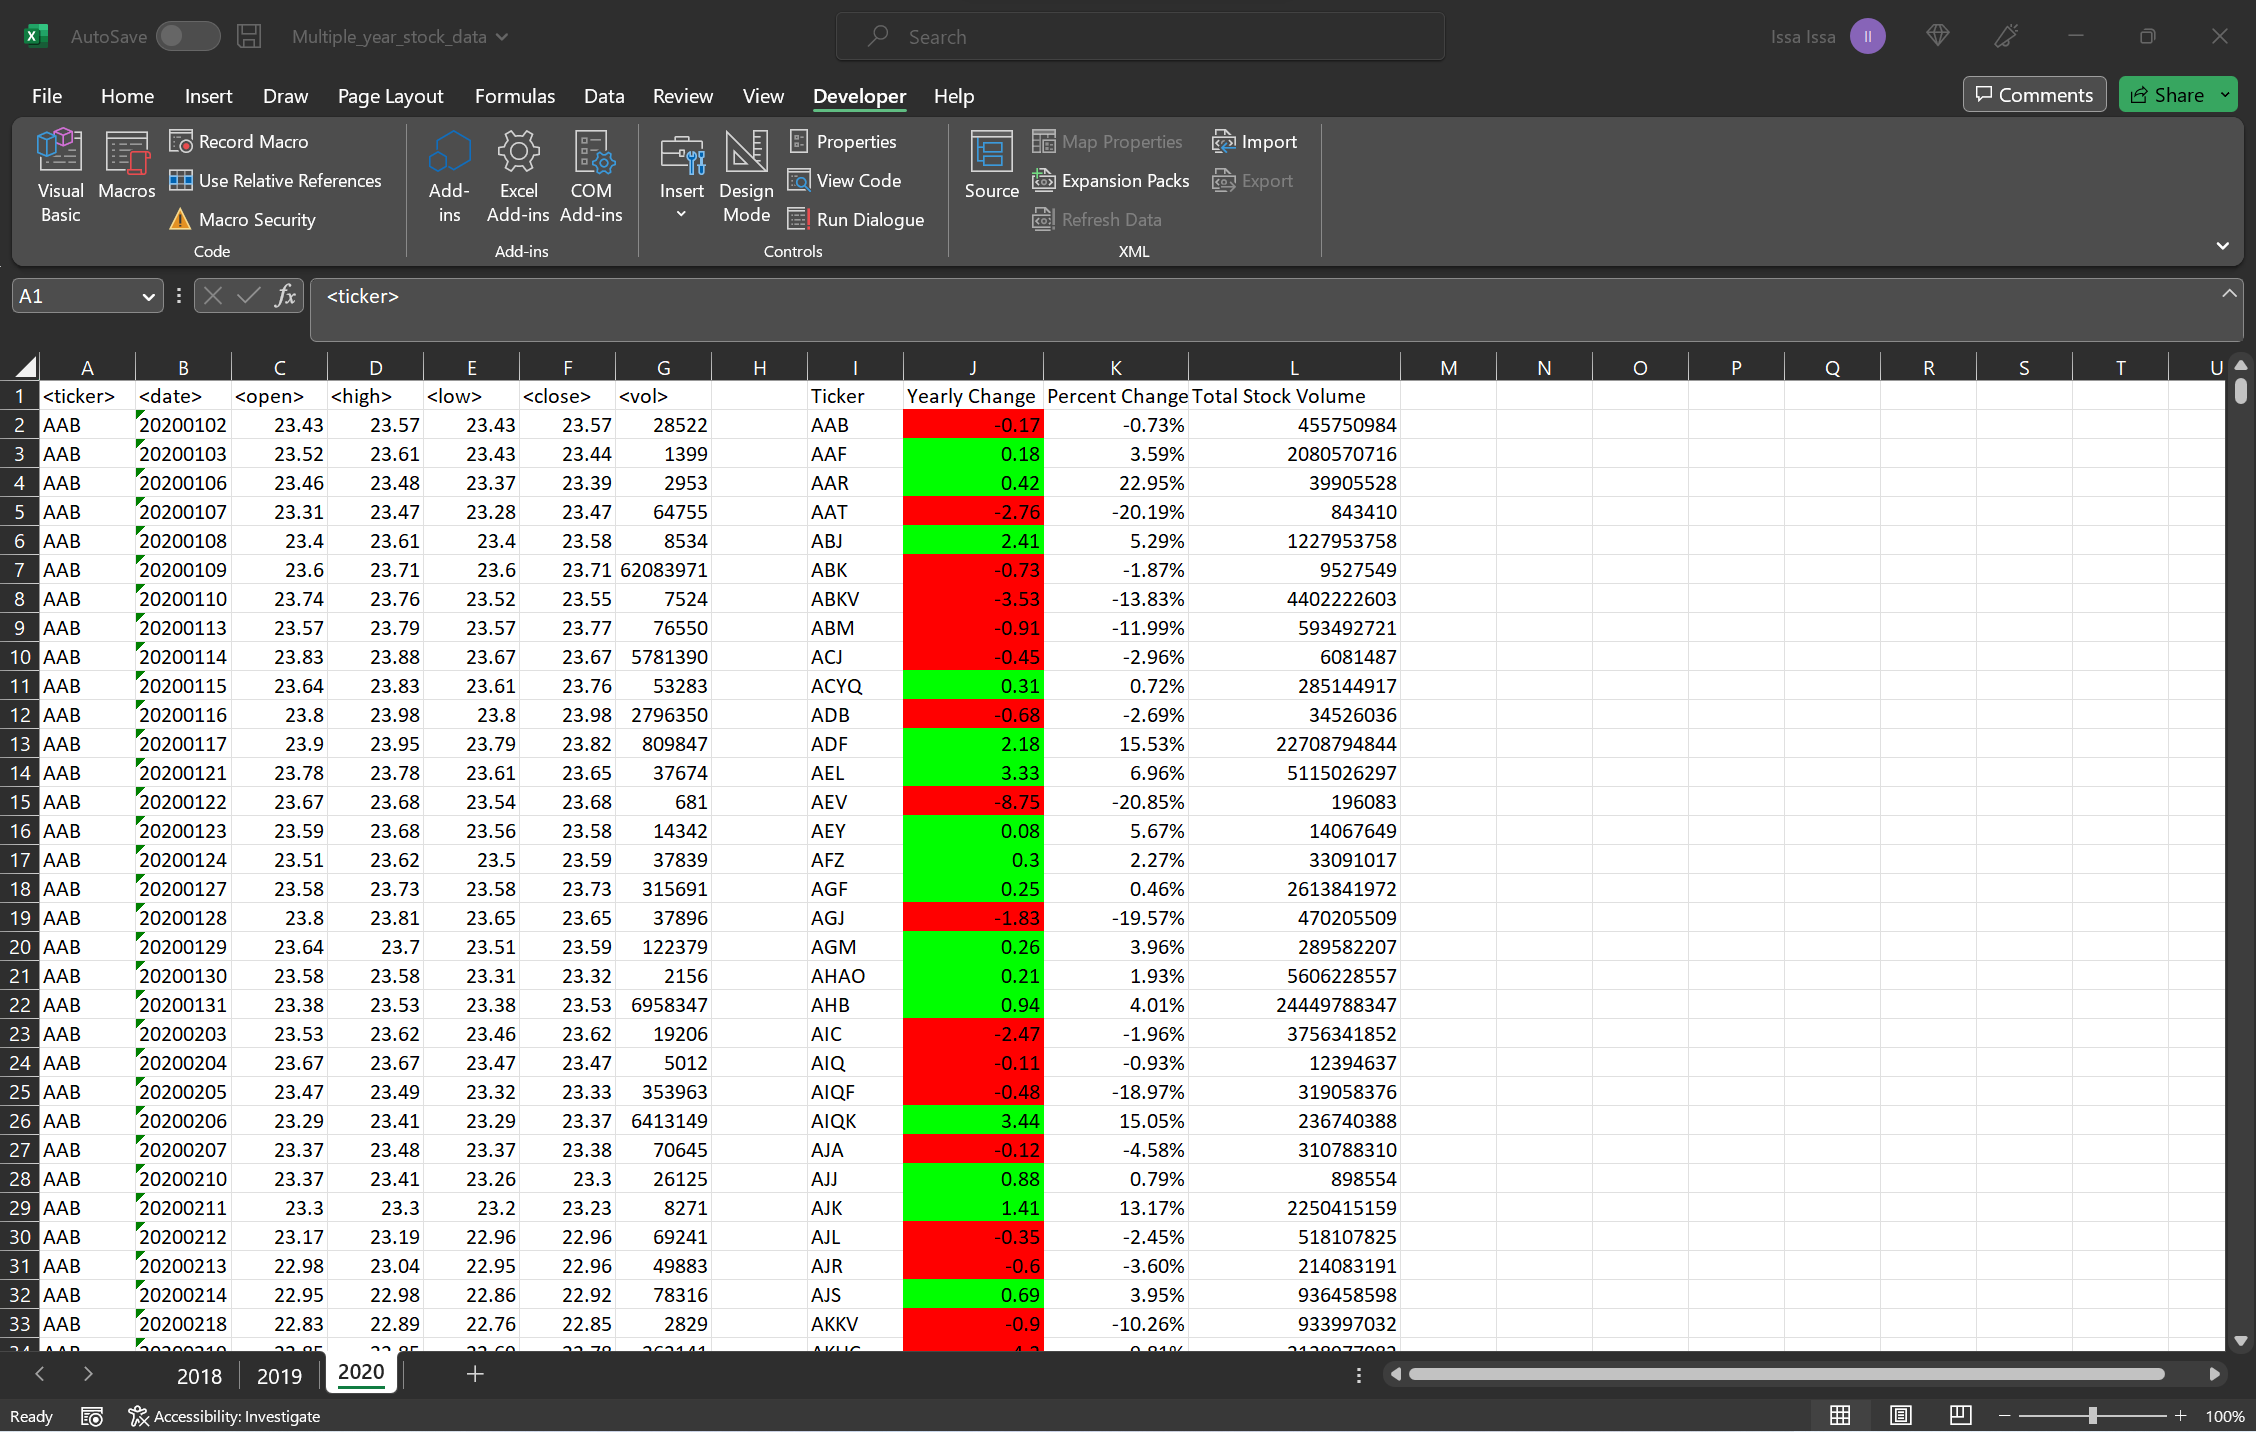 AutoSave Multiple_year_stock_data Search Issa Issa II
File Home Insert Draw Page Layout Formulas Data Review View Developer Help Comments Share
Visual Basic Macros Record Macro Use Relative References Macro Security Code
Add-ins Excel Add-ins COM Add-ins Add-ins
Insert Design Mode Properties View Code Run Dialogue Controls
Source Map Properties Expansion Packs Refresh Data Import Export XML
A1 fx <ticker>
A B C D E F G H I J K L M N O P Q R S T U
1 <ticker> <date> <open> <high> <low> <close> <vol> Ticker Yearly Change Percent Change Total Stock Volume
2 AAB 20200102 23.43 23.57 23.43 23.57 28522 AAB -0.17 -0.73% 455750984
3 AAB 20200103 23.52 23.61 23.43 23.44 1399 AAF 0.18 3.59% 2080570716
4 AAB 20200106 23.46 23.48 23.37 23.39 2953 AAR 0.42 22.95% 39905528
5 AAB 20200107 23.31 23.47 23.28 23.47 64755 AAT -2.76 -20.19% 843410
6 AAB 20200108 23.4 23.61 23.4 23.58 8534 ABJ 2.41 5.29% 1227953758
7 AAB 20200109 23.6 23.71 23.6 23.71 62083971 ABK -0.73 -1.87% 9527549
8 AAB 20200110 23.74 23.76 23.52 23.55 7524 ABKV -3.53 -13.83% 4402222603
9 AAB 20200113 23.57 23.79 23.57 23.77 76550 ABM -0.91 -11.99% 593492721
10 AAB 20200114 23.83 23.88 23.67 23.67 5781390 ACJ -0.45 -2.96% 6081487
11 AAB 20200115 23.64 23.83 23.61 23.76 53283 ACYQ 0.31 0.72% 285144917
12 AAB 20200116 23.8 23.98 23.8 23.98 2796350 ADB -0.68 -2.69% 34526036
13 AAB 20200117 23.9 23.95 23.79 23.82 809847 ADF 2.18 15.53% 22708794844
14 AAB 20200121 23.78 23.78 23.61 23.65 37674 AEL 3.33 6.96% 5115026297
15 AAB 20200122 23.67 23.68 23.54 23.68 681 AEV -8.75 -20.85% 196083
16 AAB 20200123 23.59 23.68 23.56 23.58 14342 AEY 0.08 5.67% 14067649
17 AAB 20200124 23.51 23.62 23.5 23.59 37839 AFZ 0.3 2.27% 33091017
18 AAB 20200127 23.58 23.73 23.58 23.73 315691 AGF 0.25 0.46% 2613841972
19 AAB 20200128 23.8 23.81 23.65 23.65 37896 AGJ -1.83 -19.57% 470205509
20 AAB 20200129 23.64 23.7 23.51 23.59 122379 AGM 0.26 3.96% 289582207
21 AAB 20200130 23.58 23.58 23.31 23.32 2156 AHAO 0.21 1.93% 5606228557
22 AAB 20200131 23.38 23.53 23.38 23.53 6958347 AHB 0.94 4.01% 24449788347
23 AAB 20200203 23.53 23.62 23.46 23.62 19206 AIC -2.47 -1.96% 3756341852
24 AAB 20200204 23.67 23.67 23.47 23.47 5012 AIQ -0.11 -0.93% 12394637
25 AAB 20200205 23.47 23.49 23.32 23.33 353963 AIQF -0.48 -18.97% 319058376
26 AAB 20200206 23.29 23.41 23.29 23.37 6413149 AIQK 3.44 15.05% 236740388
27 AAB 20200207 23.37 23.48 23.37 23.38 70645 AJA -0.12 -4.58% 310788310
28 AAB 20200210 23.37 23.41 23.26 23.3 26125 AJJ 0.88 0.79% 898554
29 AAB 20200211 23.3 23.3 23.2 23.23 8271 AJK 1.41 13.17% 2250415159
30 AAB 20200212 23.17 23.19 22.96 22.96 69241 AJL -0.35 -2.45% 518107825
31 AAB 20200213 22.98 23.04 22.95 22.96 49883 AJR -0.6 -3.60% 214083191
32 AAB 20200214 22.95 22.98 22.86 22.92 78316 AJS 0.69 3.95% 936458598
33 AAB 20200218 22.83 22.89 22.76 22.85 2829 AKKV -0.9 -10.26% 933997032
2018 2019 2020
Ready Accessibility: Investigate 100%